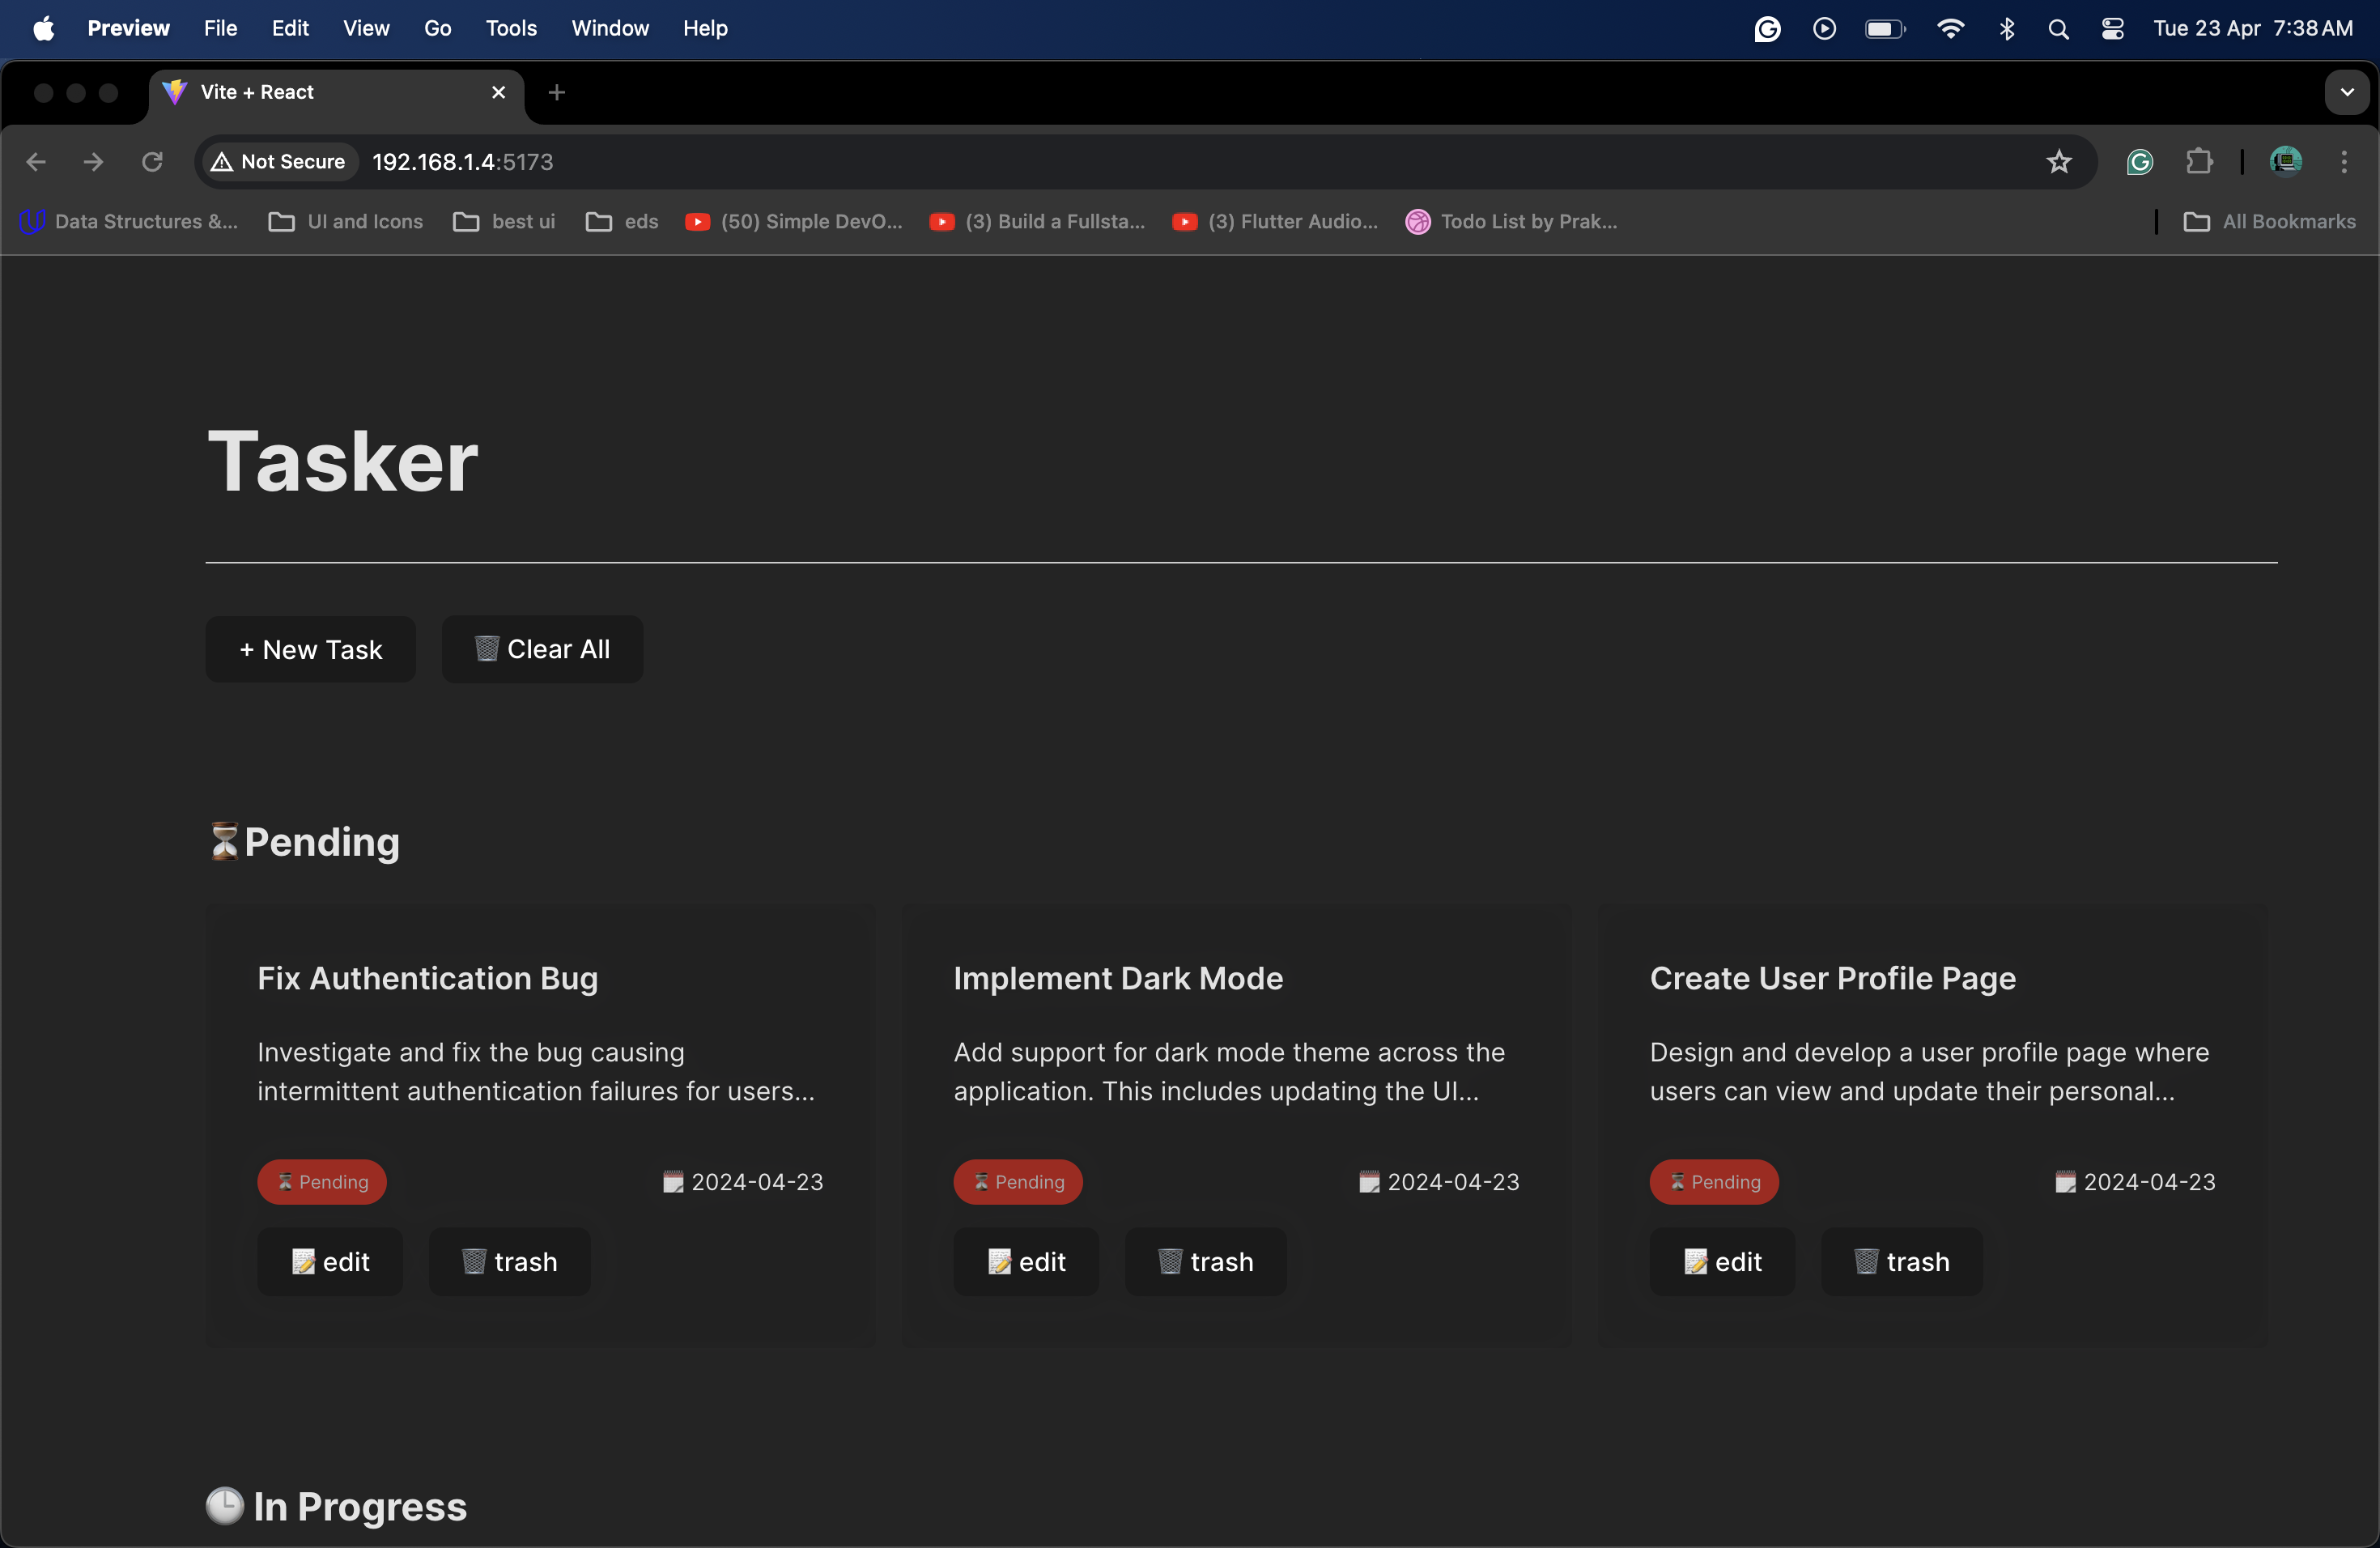 Preview File Edit View Go Tools Window Help Tue 23 Apr 7:38 AM
Vite + React
Not Secure 192.168.1.4:5173
Data Structures &... UI and Icons best ui eds (50) Simple DevO... (3) Build a Fullsta... (3) Flutter Audio... Todo List by Prak... All Bookmarks
Tasker
+ New Task 🗑️ Clear All
⏳Pending
Fix Authentication Bug
Investigate and fix the bug causing
intermittent authentication failures for users...
⏳ Pending 🗓️ 2024-04-23
📝 edit 🗑️ trash
Implement Dark Mode
Add support for dark mode theme across the
application. This includes updating the UI...
⏳ Pending 🗓️ 2024-04-23
📝 edit 🗑️ trash
Create User Profile Page
Design and develop a user profile page where
users can view and update their personal...
⏳ Pending 🗓️ 2024-04-23
📝 edit 🗑️ trash
🕒 In Progress